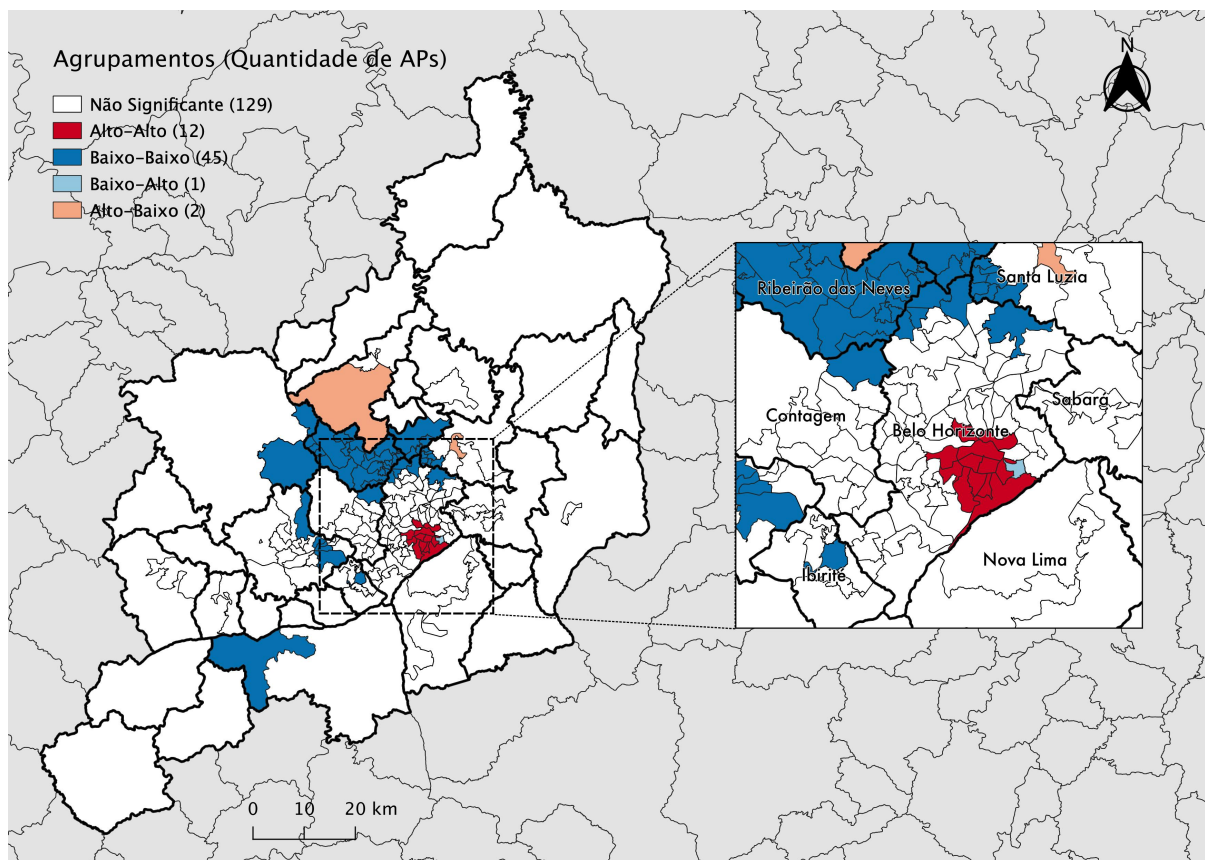 Agrupamentos (Quantidade de APs)
Não Significante (129)
Alto-Alto (12)
Baixo-Baixo (45)
Baixo-Alto (1)
Alto-Baixo (2)
N
Ribeirão das Neves
Santa Luzia
Contagem
Sabará
Belo Horizonte
Nova Lima
Ibirité
0 10 20 km